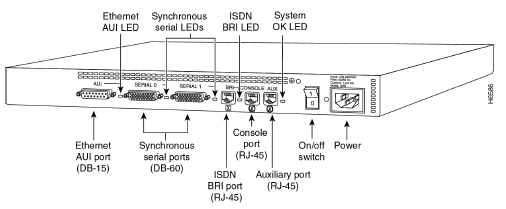 Ethernet
AUI LED
Synchronous
serial LEDs
ISDN
BRI LED
System
OK LED
AUI
SERIAL 0
SERIAL 1
BRI
CONSOLE
AUX
1
0
H6586
Ethernet
AUI port
(DB-15)
Synchronous
serial ports
(DB-60)
ISDN
BRI port
(RJ-45)
Console
port
(RJ-45)
Auxiliary port
(RJ-45)
On/off
switch
Power